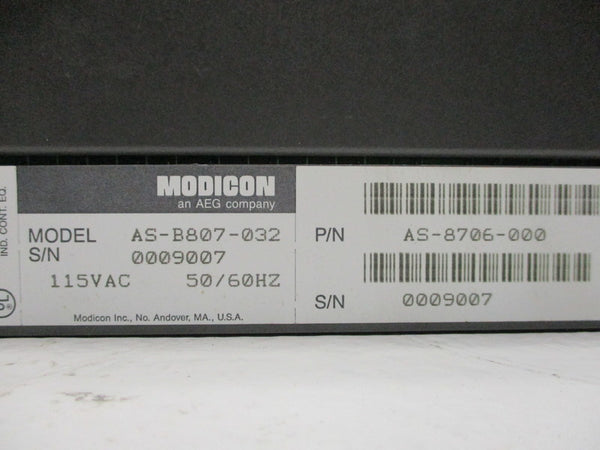 IND. CONT. EQ.
MODICON
an AEG company
MODEL AS-B807-032
S/N 0009007
115VAC 50/60HZ
Modicon Inc., No. Andover, MA., U.S.A.
P/N AS-8706-000
S/N 0009007